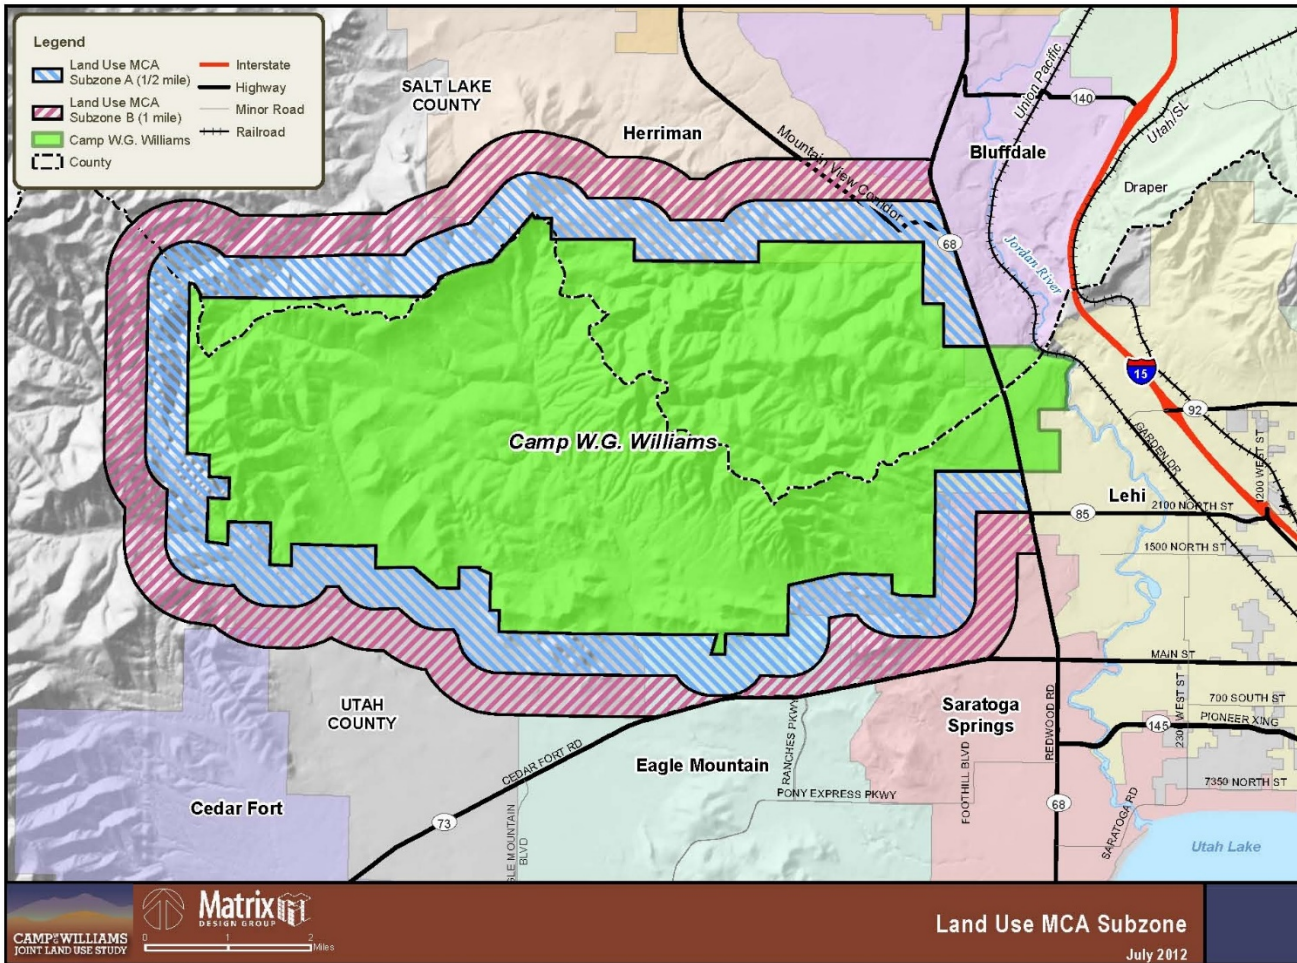 Legend
Land Use MCA
Subzone A (1/2 mile)
Land Use MCA
Subzone B (1 mile)
Camp W.G. Williams
County
Interstate
Highway
Minor Road
Railroad
SALT LAKE
COUNTY
Herriman
Mountain View Corridor
Union Pacific
140
Bluffdale
Utah/SL
Draper
68
Jordan River
15
92
Camp W.G. Williams
GARDEN DR
1200 WEST ST
Lehi
2100 NORTH ST
85
1500 NORTH ST
MAIN ST
UTAH
COUNTY
Saratoga
Springs
REDWOOD RD
2300 WEST ST
700 SOUTH ST
PIONEER XING
145
CEDAR FORT RD
Eagle Mountain
RANCHES PKWY
FOOTHILL BLVD
7350 NORTH ST
PONY EXPRESS PKWY
Cedar Fort
73
GLE MOUNTAIN
BLVD
68
SARATOGA RD
Utah Lake
CAMP W.G. WILLIAMS
JOINT LAND USE STUDY
Matrix
DESIGN GROUP
0 1 2
Miles
Land Use MCA Subzone
July 2012